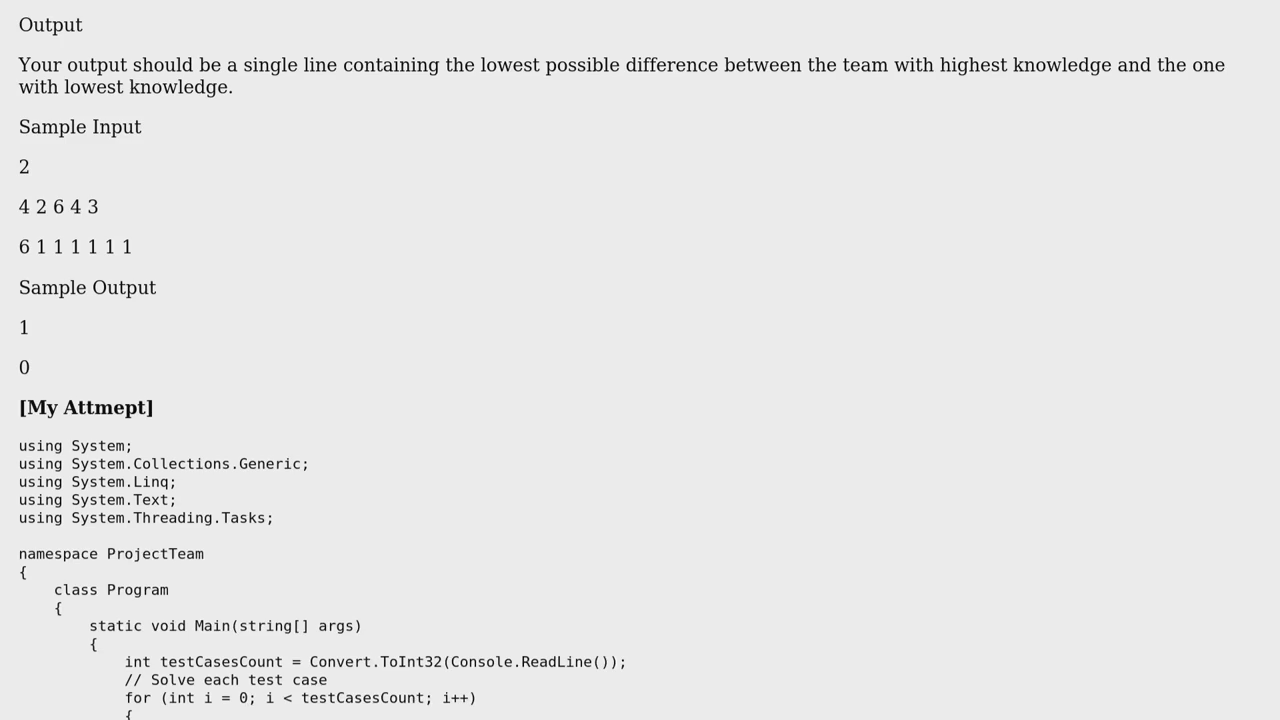 Output
Your output should be a single line containing the lowest possible difference between the team with highest knowledge and the one
with lowest knowledge.
Sample Input
2
4 2 6 4 3
6 1 1 1 1 1 1
Sample Output
1
0
[My Attmept]
using System;
using System.Collections.Generic;
using System.Linq;
using System.Text;
using System.Threading.Tasks;
namespace ProjectTeam
{
    class Program
    {
        static void Main(string[] args)
        {
            int testCasesCount = Convert.ToInt32(Console.ReadLine());
            // Solve each test case
            for (int i = 0; i < testCasesCount; i++)
            {